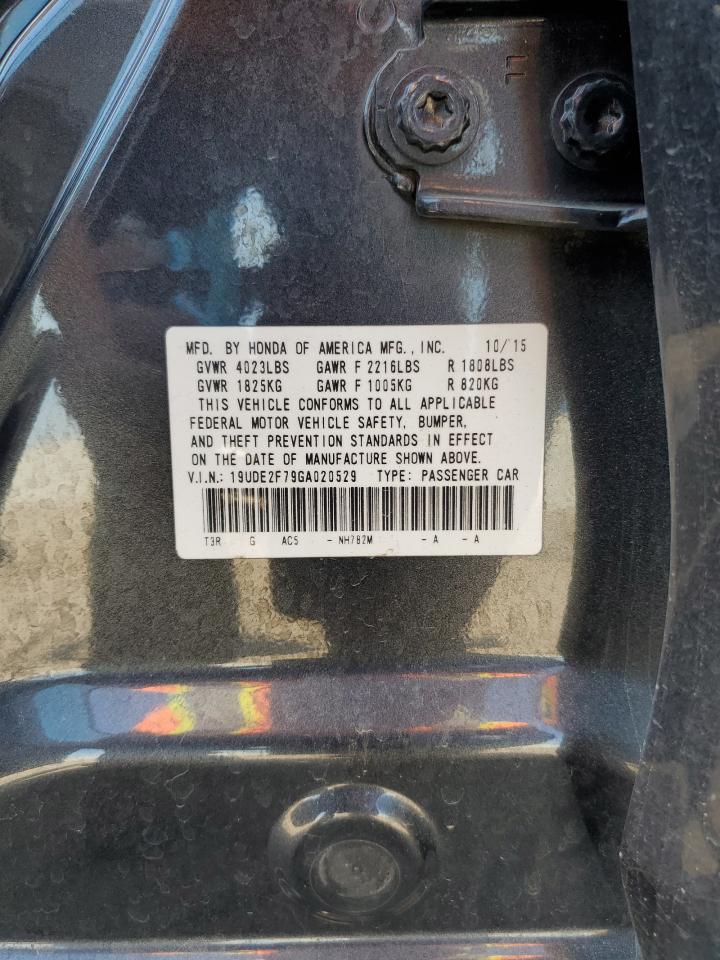 MFD. BY HONDA OF AMERICA MFG., INC. 10/15
GVWR 4023LBS GAWR F 2216LBS R 1808LBS
GVWR 1825KG GAWR F 1005KG R 820KG
THIS VEHICLE CONFORMS TO ALL APPLICABLE
FEDERAL MOTOR VEHICLE SAFETY, BUMPER,
AND THEFT PREVENTION STANDARDS IN EFFECT
ON THE DATE OF MANUFACTURE SHOWN ABOVE.
V.I.N.: 19UDE2F79GA020529 TYPE: PASSENGER CAR
T3R G AC5 - NH782M - A - A